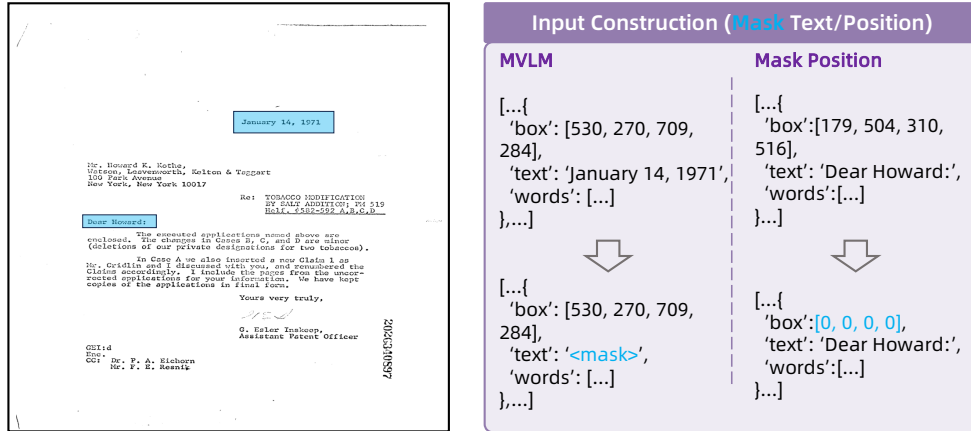 January 14, 1971
Mr. Howard K. Kothe,
Watson, Leavenworth, Kelton & Taggart
100 Park Avenue
New York, New York 10017
Re: TOBACCO MODIFICATION
BY SALT ADDITION; PM 519
Half. #582-592 A,B,C,D
Dear Howard:
The executed applications named above are
enclosed. The changes in Cases B, C, and D are minor
(deletions of our private designations for two tobaccos).
In Case A we also inserted a new Claim 1 as
Mr. Gridlin and I discussed with you, and renumbered the
Claims accordingly. I include the pages from the uncor-
rected applications for your information. We have kept
copies of the applications in final form.
Yours very truly,
G. Esler Inskeep,
Assistant Patent Officer
GEI:d
Enc.
CC: Dr. F. A. Eichorn
Mr. F. E. Resnik
2026340897
Input Construction (Mask Text/Position)
MVLM
[...{
'box': [530, 270, 709,
284],
'text': 'January 14, 1971',
'words': [...]
},...]
[...{
'box': [530, 270, 709,
284],
'text': '<mask>',
'words': [...]
},...]
Mask Position
[...{
'box':[179, 504, 310,
516],
'text': 'Dear Howard:',
'words':[...]
}...]
[...{
'box':[0, 0, 0, 0],
'text': 'Dear Howard:',
'words':[...]
}...]